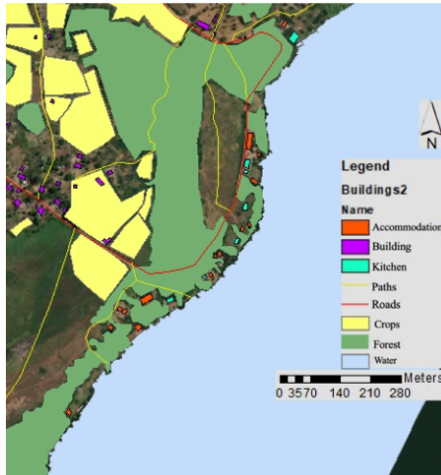 N
Legend
Buildings2
Name
Accommodation
Building
Kitchen
Paths
Roads
Crops
Forest
Water
Meters
0 3570 140 210 280